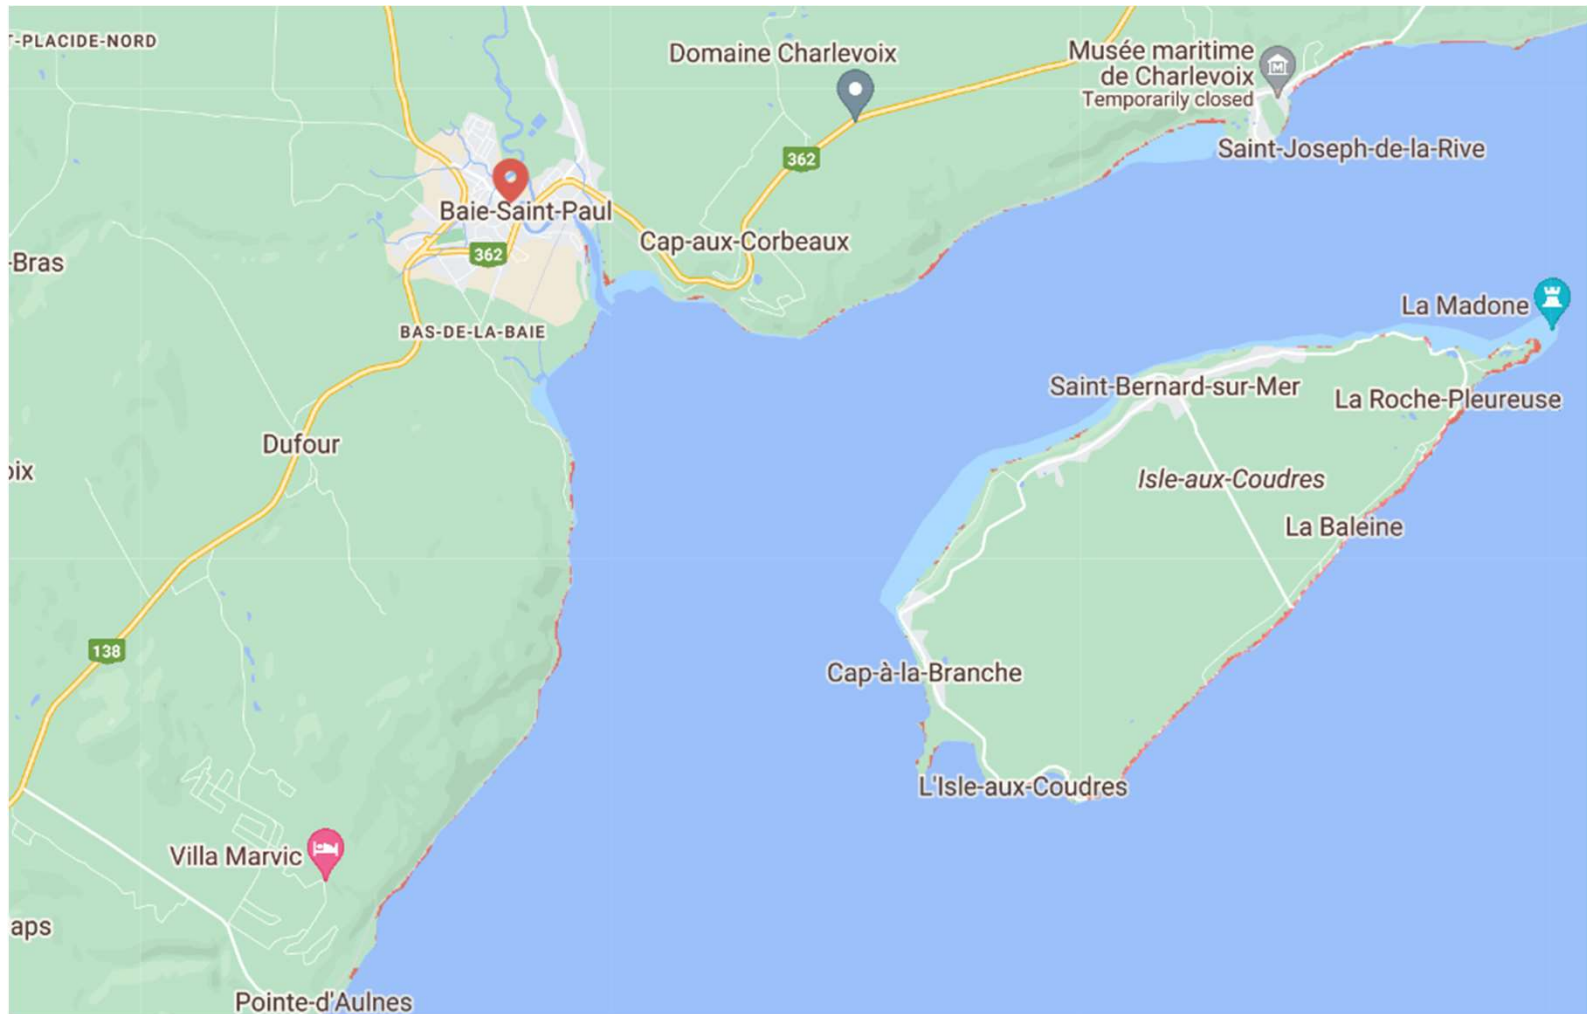 T-PLACIDE-NORD
Domaine Charlevoix
Musée maritime
de Charlevoix
Temporarily closed
Saint-Joseph-de-la-Rive
362
Baie-Saint-Paul
Cap-aux-Corbeaux
362
-Bras
La Madone
BAS-DE-LA-BAIE
Saint-Bernard-sur-Mer
La Roche-Pleureuse
Dufour
oix
Isle-aux-Coudres
La Baleine
138
Cap-à-la-Branche
L'Isle-aux-Coudres
Villa Marvic
aps
Pointe-d'Aulnes